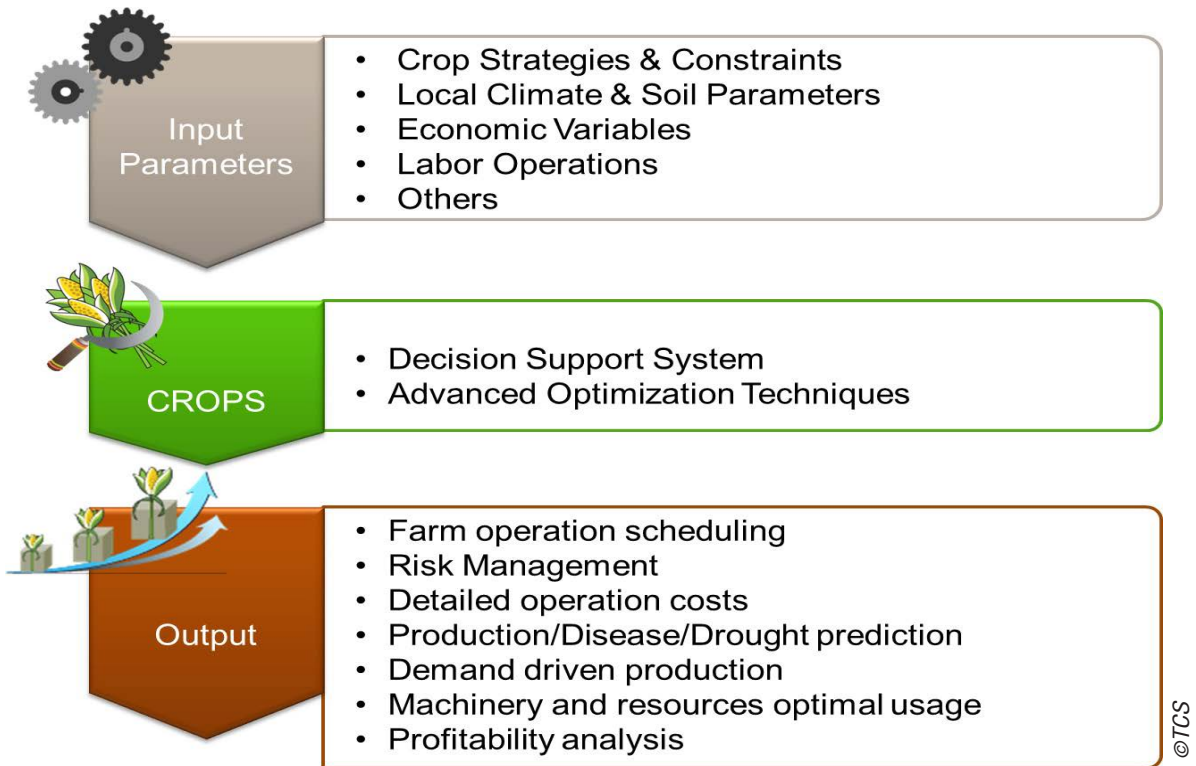 Input
Parameters
• Crop Strategies & Constraints
• Local Climate & Soil Parameters
• Economic Variables
• Labor Operations
• Others
CROPS
• Decision Support System
• Advanced Optimization Techniques
Output
• Farm operation scheduling
• Risk Management
• Detailed operation costs
• Production/Disease/Drought prediction
• Demand driven production
• Machinery and resources optimal usage
• Profitability analysis
©TCS